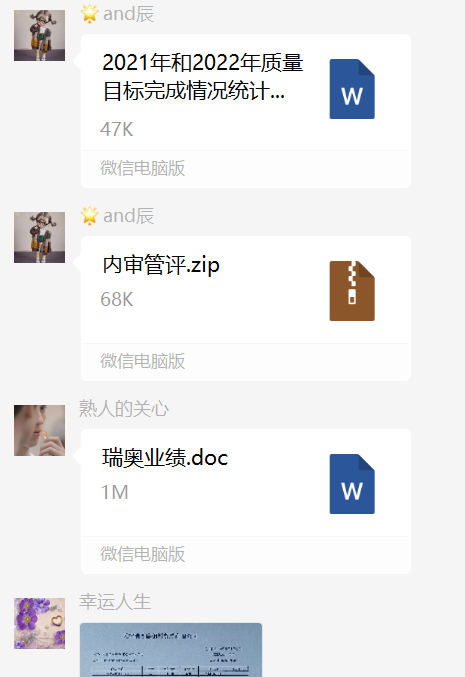 🌟 and辰
2021年和2022年质量
目标完成情况统计...
47K
W
微信电脑版
🌟 and辰
内审管评.zip
68K
微信电脑版
熟人的关心
瑞奥业绩.doc
1M
W
微信电脑版
幸运人生